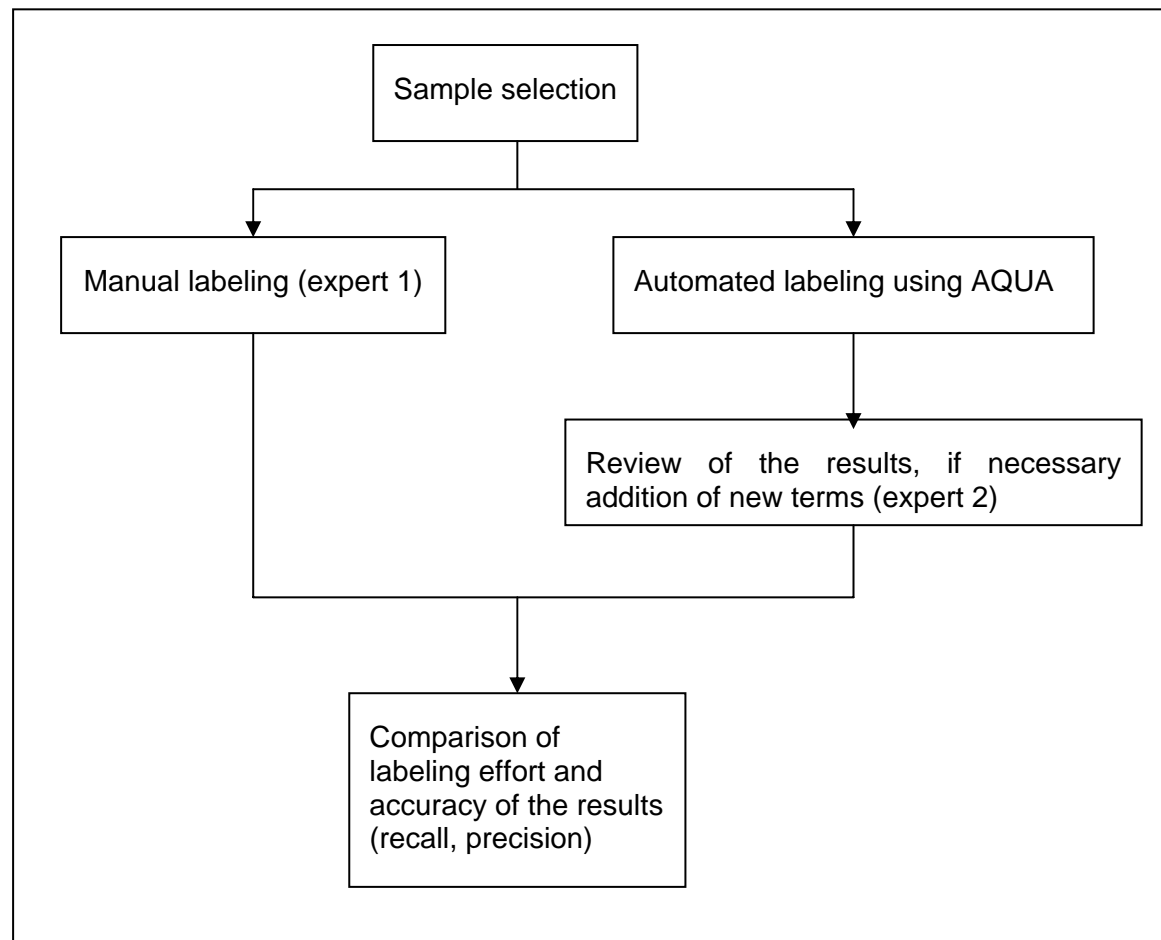 Sample selection
Manual labeling (expert 1)
Automated labeling using AQUA
Review of the results, if necessary
addition of new terms (expert 2)
Comparison of
labeling effort and
accuracy of the results
(recall, precision)